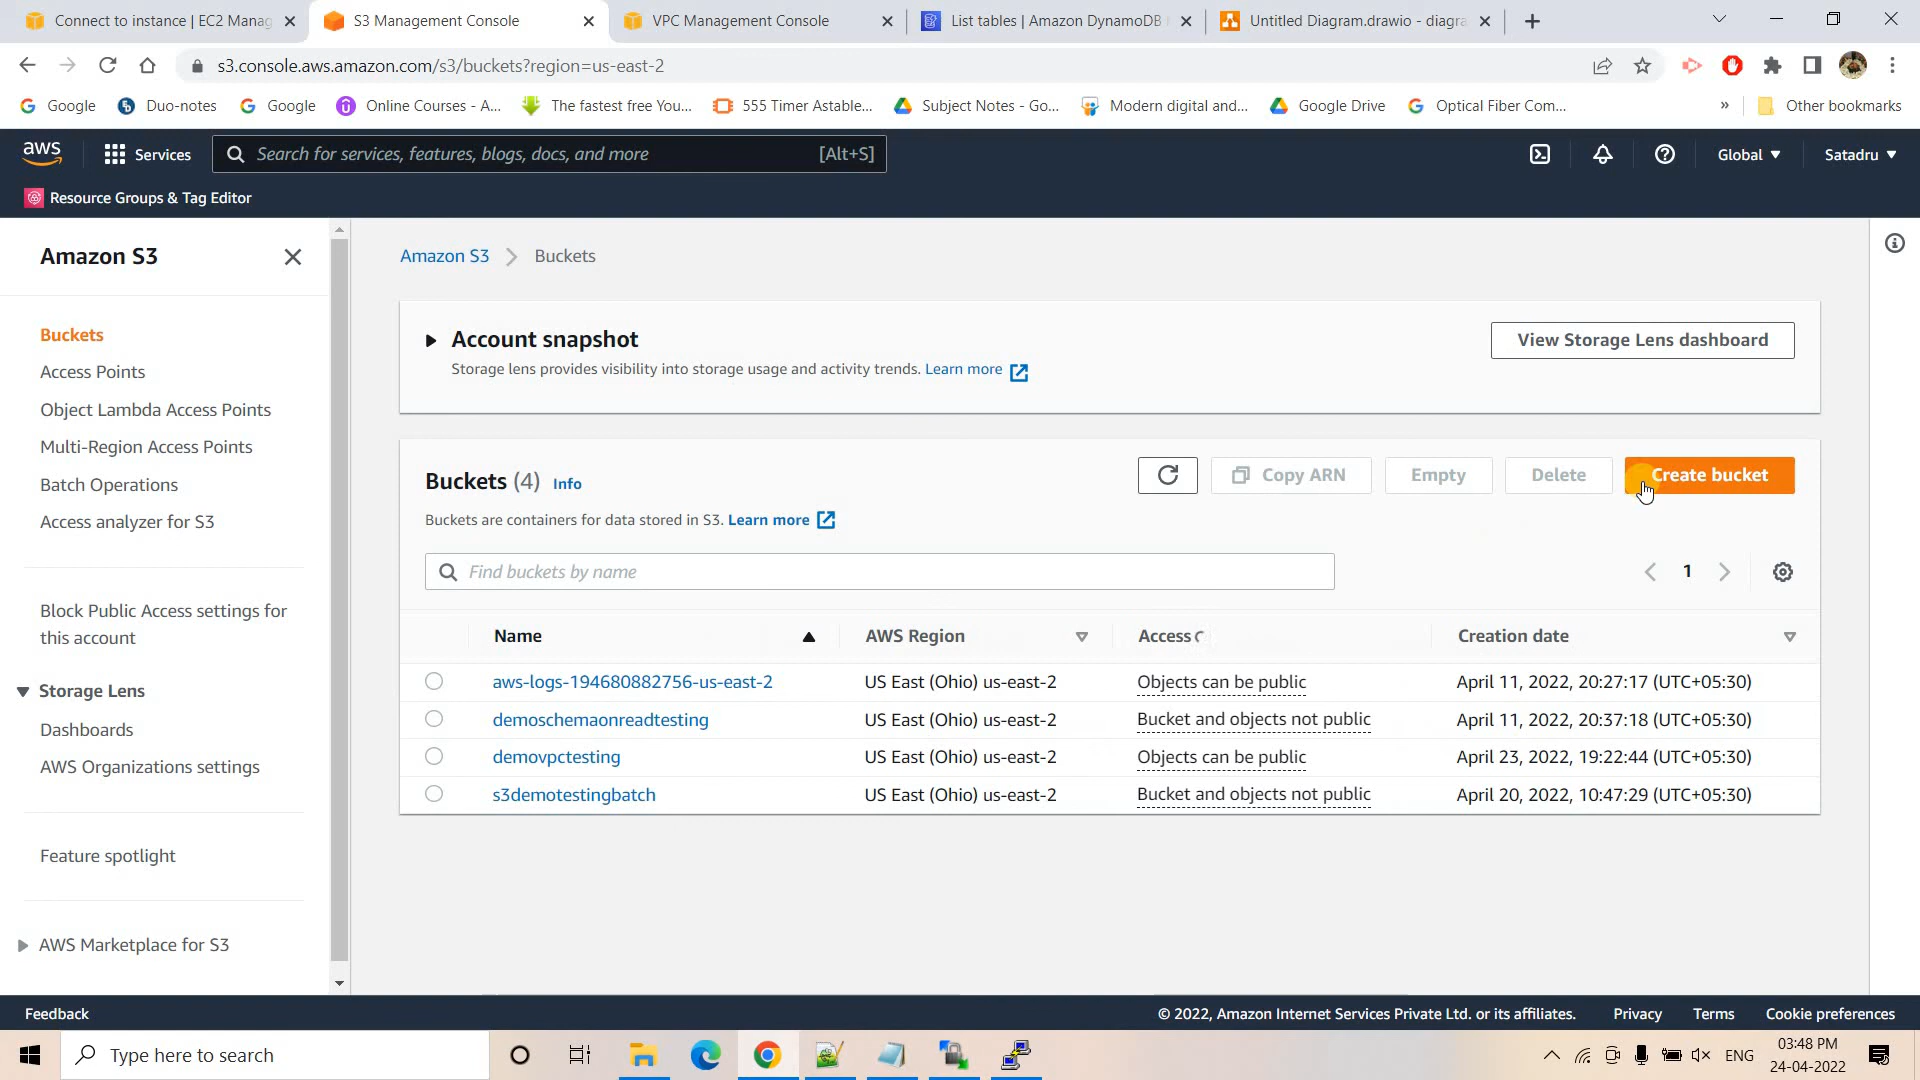 Connect to instance | EC2 Manag
S3 Management Console
VPC Management Console
List tables | Amazon DynamoDB
Untitled Diagram.drawio - diagra
s3.console.aws.amazon.com/s3/buckets?region=us-east-2
Google
Duo-notes
Google
Online Courses - A...
The fastest free You...
555 Timer Astable...
Subject Notes - Go...
Modern digital and...
Google Drive
Optical Fiber Com...
»
Other bookmarks
aws
Services
Search for services, features, blogs, docs, and more
[Alt+S]
Global
Satadru
Resource Groups & Tag Editor
Amazon S3
Buckets
Access Points
Object Lambda Access Points
Multi-Region Access Points
Batch Operations
Access analyzer for S3
Block Public Access settings for
this account
Storage Lens
Dashboards
AWS Organizations settings
Feature spotlight
AWS Marketplace for S3
Amazon S3
Buckets
Account snapshot
View Storage Lens dashboard
Storage lens provides visibility into storage usage and activity trends. Learn more
Buckets (4) Info
Copy ARN
Empty
Delete
Create bucket
Buckets are containers for data stored in S3. Learn more
Find buckets by name
1
Name AWS Region Access Creation date
aws-logs-194680882756-us-east-2 US East (Ohio) us-east-2 Objects can be public April 11, 2022, 20:27:17 (UTC+05:30)
demoschemaonreadtesting US East (Ohio) us-east-2 Bucket and objects not public April 11, 2022, 20:37:18 (UTC+05:30)
demovpctesting US East (Ohio) us-east-2 Objects can be public April 23, 2022, 19:22:44 (UTC+05:30)
s3demotestingbatch US East (Ohio) us-east-2 Bucket and objects not public April 20, 2022, 10:47:29 (UTC+05:30)
Feedback
© 2022, Amazon Internet Services Private Ltd. or its affiliates.
Privacy
Terms
Cookie preferences
Type here to search
ENG
03:48 PM
24-04-2022